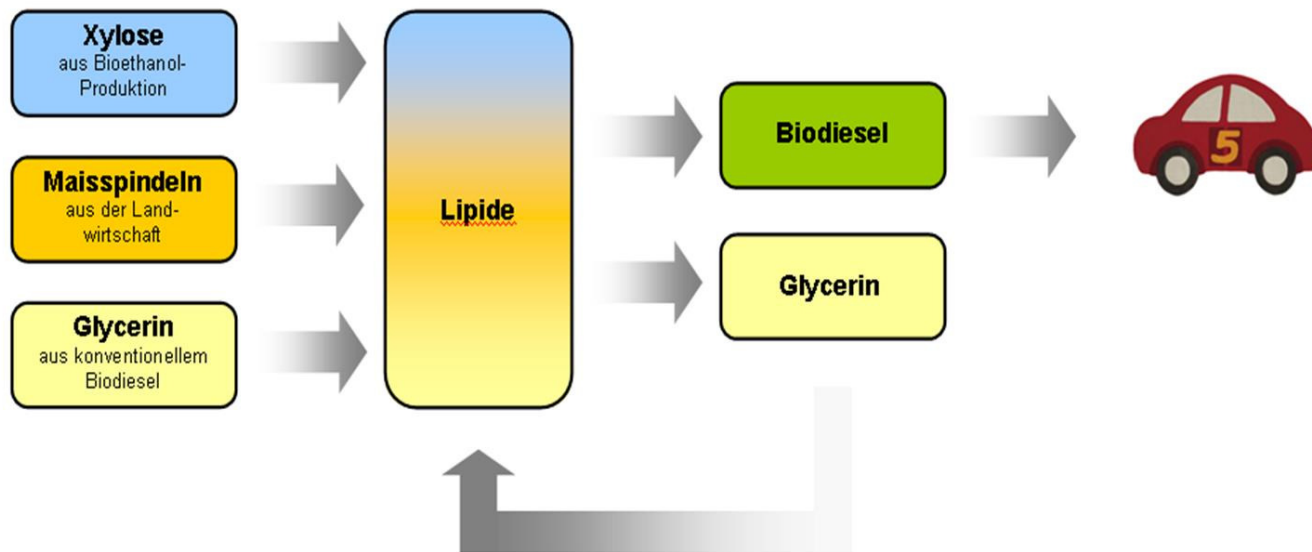 Xylose
aus Bioethanol-
Produktion
Maisspindeln
aus der Land-
wirtschaft
Glycerin
aus konventionellem
Biodiesel
Lipide
Biodiesel
Glycerin
5